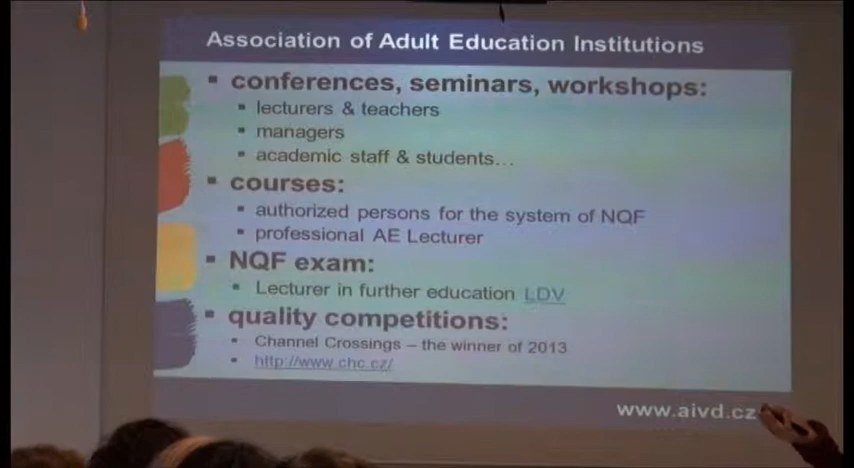 Association of Adult Education Institutions
▪ conferences, seminars, workshops:
▪ lecturers & teachers
▪ managers
▪ academic staff & students…
▪ courses:
▪ authorized persons for the system of NQF
▪ professional AE Lecturer
▪ NQF exam:
▪ Lecturer in further education LDV
▪ quality competitions:
▪ Channel Crossings – the winner of 2013
▪ http://www.chc.cz/
www.aivd.cz